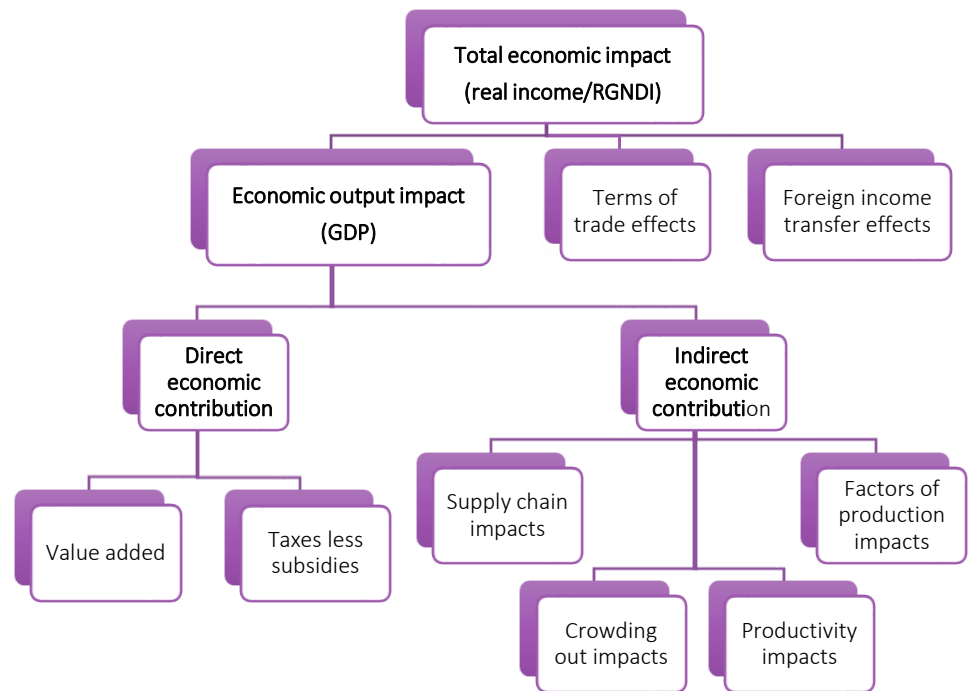 Total economic impact
(real income/RGNDI)
Economic output impact
(GDP)
Terms of
trade effects
Foreign income
transfer effects
Direct
economic
contribution
Indirect
economic
contribution
Value added
Taxes less
subsidies
Supply chain
impacts
Factors of
production
impacts
Crowding
out impacts
Productivity
impacts